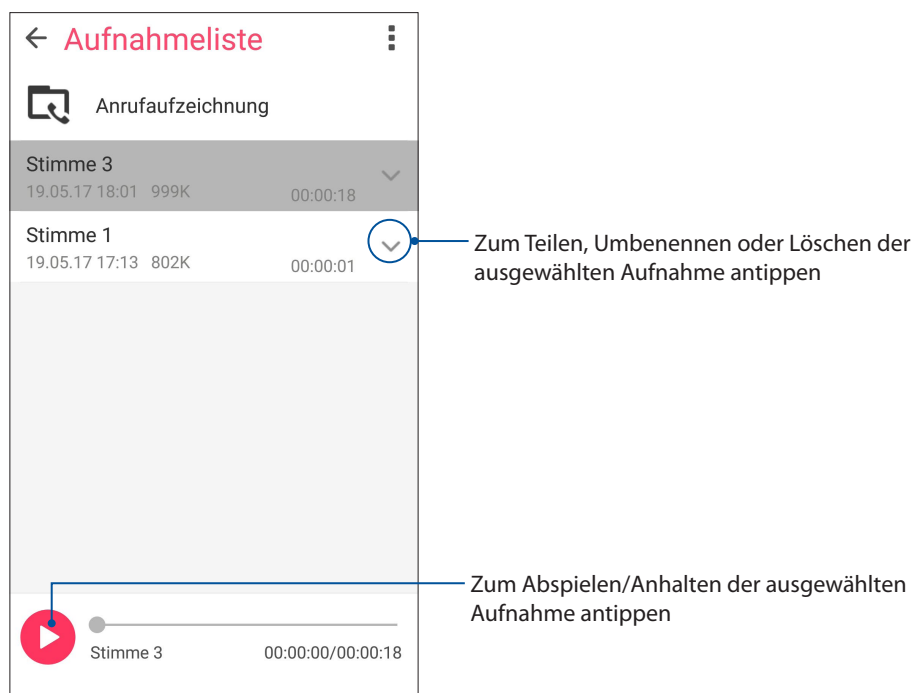 Aufnahmeliste
Anrufaufzeichnung
Stimme 3
19.05.17 18:01 999K 00:00:18
Stimme 1
19.05.17 17:13 802K 00:00:01
Zum Teilen, Umbenennen oder Löschen der
ausgewählten Aufnahme antippen
Zum Abspielen/Anhalten der ausgewählten
Aufnahme antippen
Stimme 3 00:00:00/00:00:18